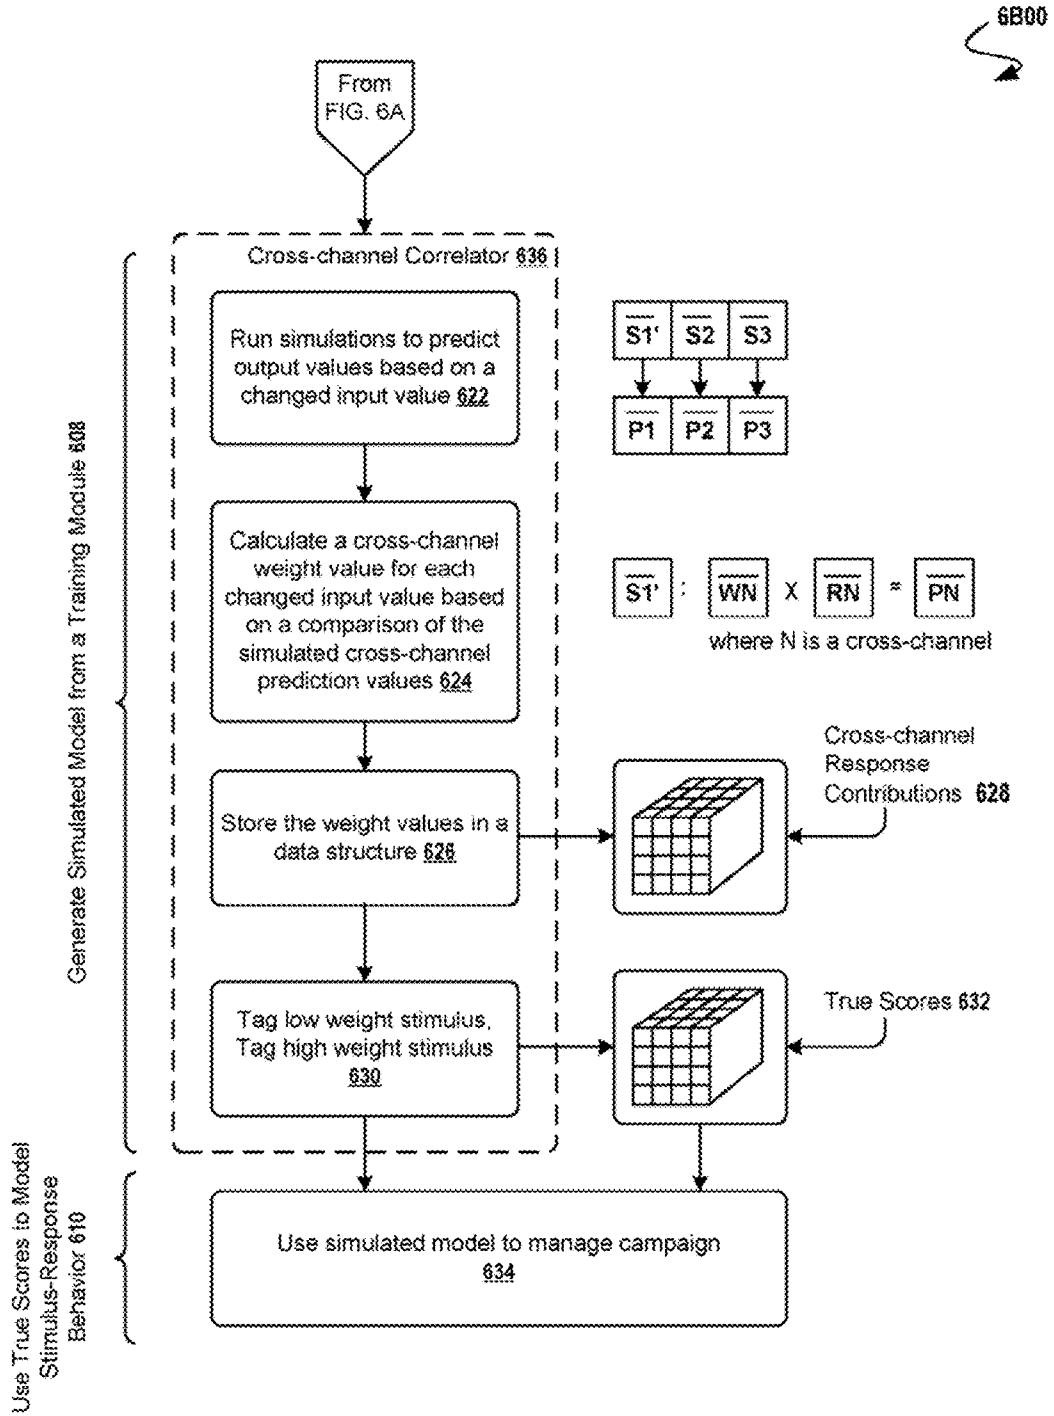 6B00
From
FIG. 6A
Cross-channel Correlator 636
Run simulations to predict
output values based on a
changed input value 622
S1' S2 S3
P1 P2 P3
Calculate a cross-channel
weight value for each
changed input value based
on a comparison of the
simulated cross-channel
prediction values 624
S1' : WN X RN = PN
where N is a cross-channel
Store the weight values in a
data structure 626
Cross-channel
Response
Contributions 628
Tag low weight stimulus,
Tag high weight stimulus
630
True Scores 632
Use simulated model to manage campaign
634
Generate Simulated Model from a Training Module 608
Use True Scores to Model
Stimulus-Response
Behavior 610